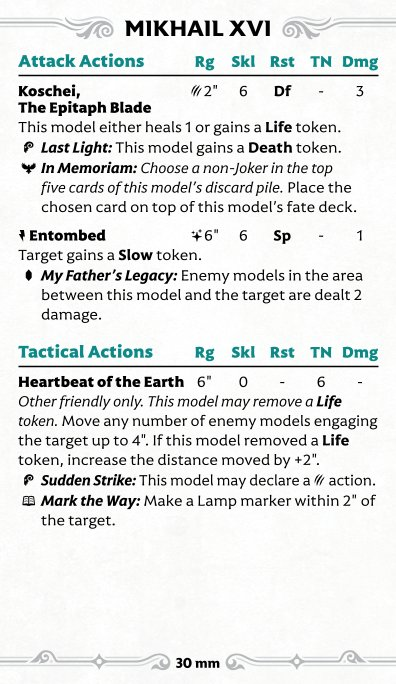 MIKHAIL XVI
Attack Actions Rg Skl Rst TN Dmg
Koschei, 2" 6 Df - 3
The Epitaph Blade
This model either heals 1 or gains a Life token.
Last Light: This model gains a Death token.
In Memoriam: Choose a non-Joker in the top
five cards of this model's discard pile. Place the
chosen card on top of this model's fate deck.
Entombed 6" 6 Sp - 1
Target gains a Slow token.
My Father's Legacy: Enemy models in the area
between this model and the target are dealt 2
damage.
Tactical Actions Rg Skl Rst TN Dmg
Heartbeat of the Earth 6" 0 - 6 -
Other friendly only. This model may remove a Life
token. Move any number of enemy models engaging
the target up to 4". If this model removed a Life
token, increase the distance moved by +2".
Sudden Strike: This model may declare a action.
Mark the Way: Make a Lamp marker within 2" of
the target.
30 mm